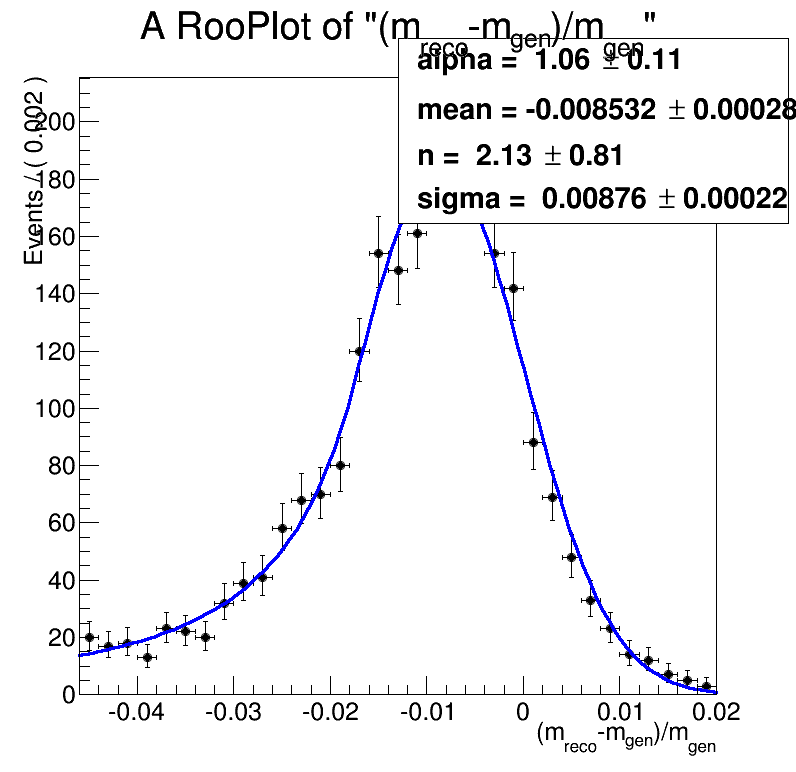 A RooPlot of "(m_reco-m_gen)/m_gen"
alpha = 1.06 ± 0.11
mean = -0.008532 ± 0.00028
n = 2.13 ± 0.81
sigma = 0.00876 ± 0.00022
Events / ( 0.002 )
200
180
160
140
120
100
80
60
40
20
0
-0.04 -0.03 -0.02 -0.01 0 0.01 0.02
(m_reco-m_gen)/m_gen